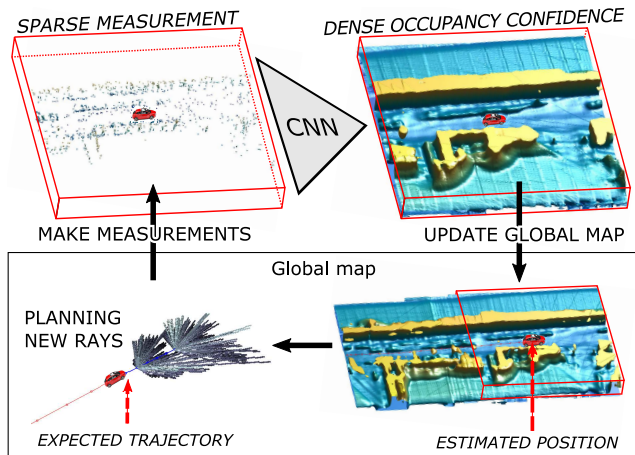 SPARSE MEASUREMENT
DENSE OCCUPANCY CONFIDENCE
CNN
MAKE MEASUREMENTS
UPDATE GLOBAL MAP
Global map
PLANNING
NEW RAYS
EXPECTED TRAJECTORY
ESTIMATED POSITION